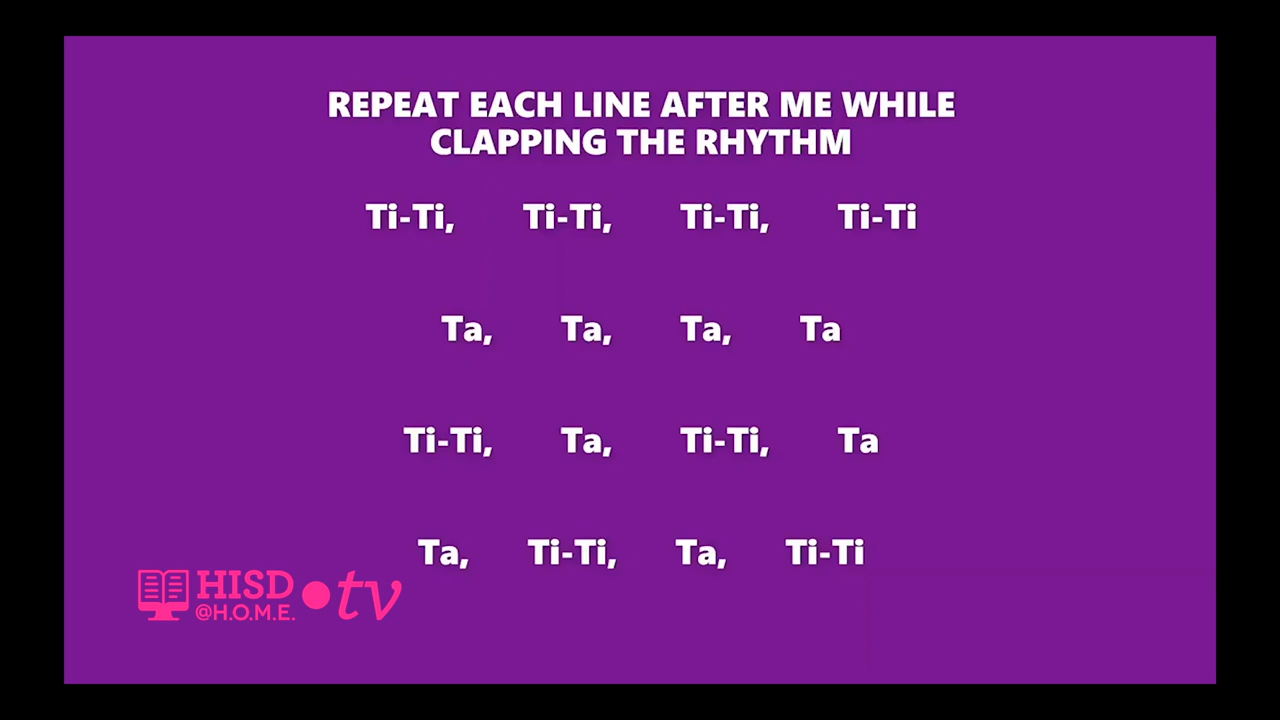 REPEAT EACH LINE AFTER ME WHILE
CLAPPING THE RHYTHM
Ti-Ti, Ti-Ti, Ti-Ti, Ti-Ti
Ta, Ta, Ta, Ta
Ti-Ti, Ta, Ti-Ti, Ta
Ta, Ti-Ti, Ta, Ti-Ti
HISD
@H.O.M.E.
tv